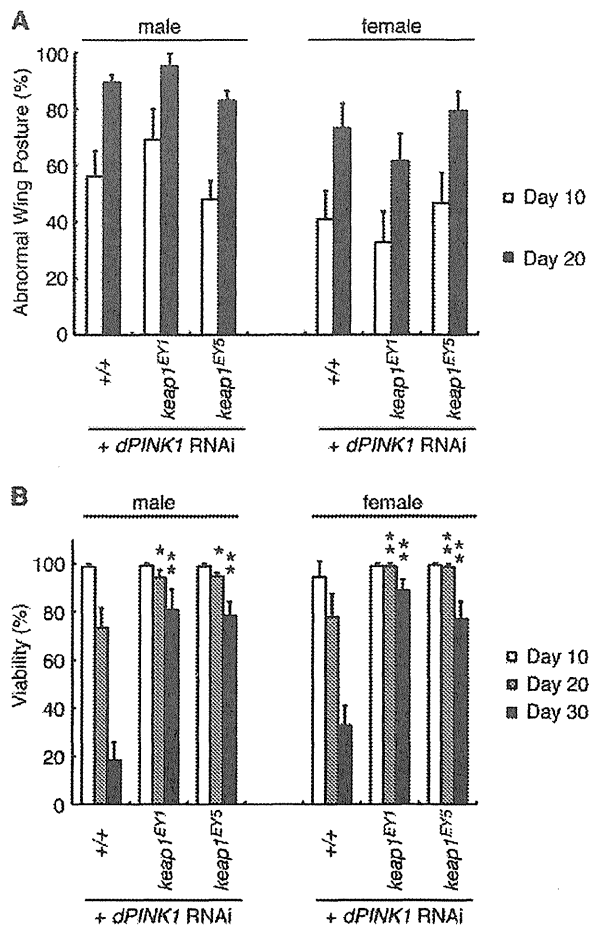 A
male
female
Abnormal Wing Posture (%)
100
80
60
40
20
0
Day 10
Day 20
+/+
keap1EY1
keap1EY5
+/+
keap1EY1
keap1EY5
+ dPINK1 RNAi
+ dPINK1 RNAi
B
male
female
Viability (%)
100
80
60
40
20
0
* ** * **
** ** ** **
Day 10
Day 20
Day 30
+/+
keap1EY1
keap1EY5
+/+
keap1EY1
keap1EY5
+ dPINK1 RNAi
+ dPINK1 RNAi